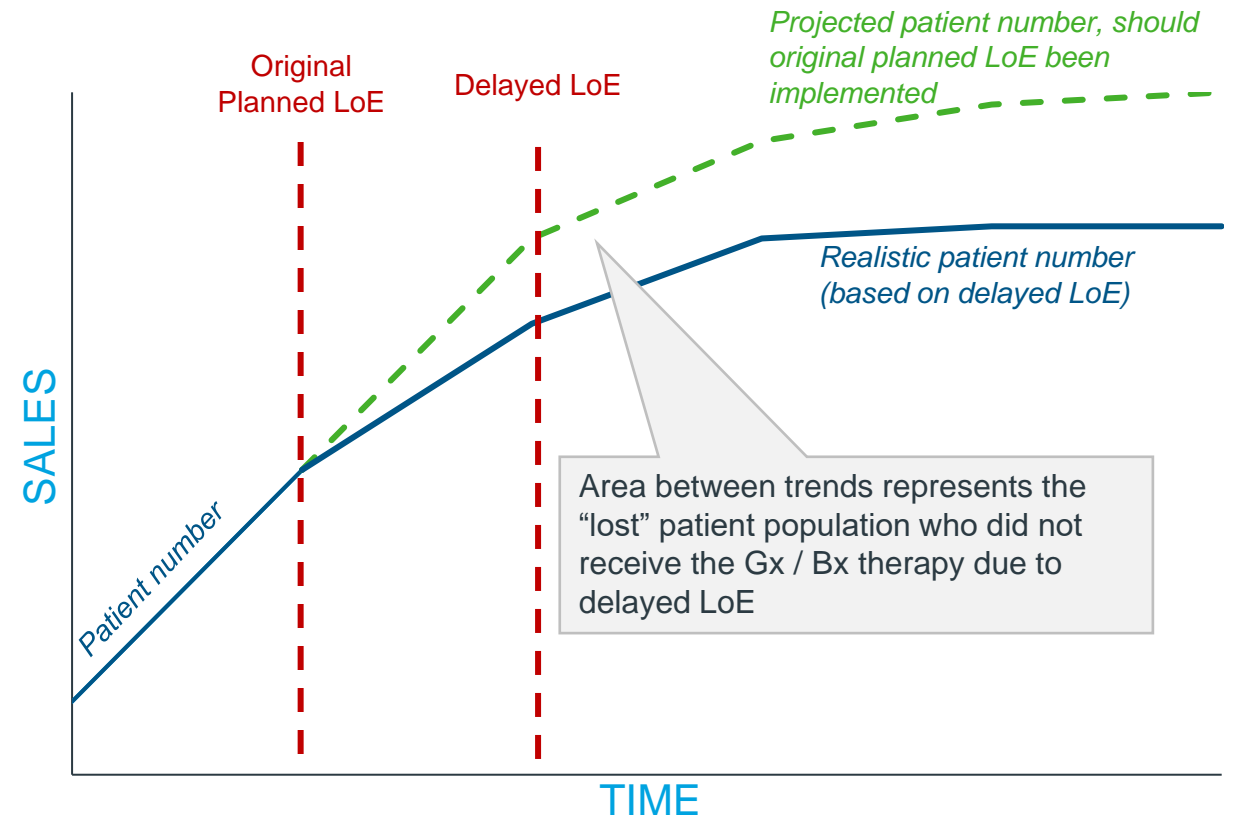 Projected patient number, should
original planned LoE been
implemented
Original
Planned LoE
Delayed LoE
Realistic patient number
(based on delayed LoE)
SALES
Patient number
Area between trends represents the
“lost” patient population who did not
receive the Gx / Bx therapy due to
delayed LoE
TIME